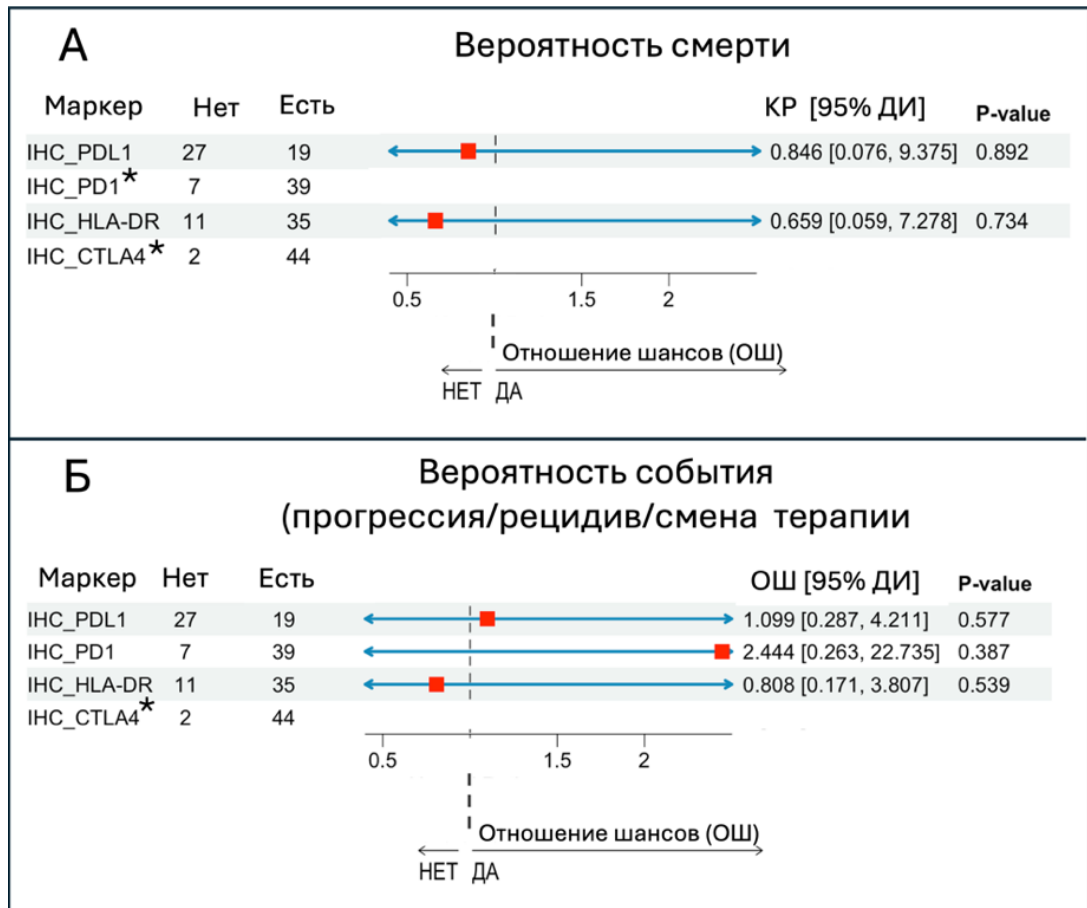 А
Вероятность смерти
Маркер Нет Есть КР [95% ДИ] P-value
IHC_PDL1 27 19 0.846 [0.076, 9.375] 0.892
IHC_PD1* 7 39
IHC_HLA-DR 11 35 0.659 [0.059, 7.278] 0.734
IHC_CTLA4* 2 44
0.5 1.5 2
Отношение шансов (ОШ)
НЕТ ДА
Б
Вероятность события
(прогрессия/рецидив/смена терапии
Маркер Нет Есть ОШ [95% ДИ] P-value
IHC_PDL1 27 19 1.099 [0.287, 4.211] 0.577
IHC_PD1 7 39 2.444 [0.263, 22.735] 0.387
IHC_HLA-DR 11 35 0.808 [0.171, 3.807] 0.539
IHC_CTLA4* 2 44
0.5 1.5 2
Отношение шансов (ОШ)
НЕТ ДА